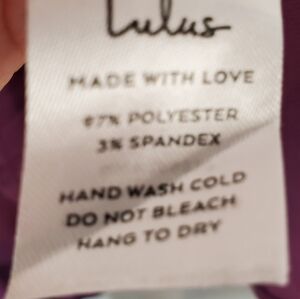 Lulus
MADE WITH LOVE
97% POLYESTER
3% SPANDEX
HAND WASH COLD
DO NOT BLEACH
HANG TO DRY